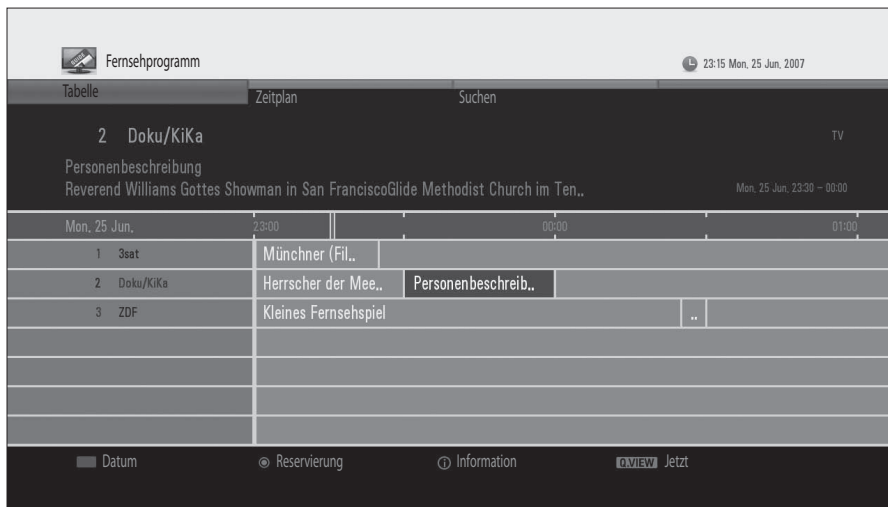 Fernsehprogramm 23:15 Mon, 25 Jun, 2007
Tabelle Zeitplan Suchen
2 Doku/KiKa TV
Personenbeschreibung
Reverend Williams Gottes Showman in San FranciscoGlide Methodist Church im Ten.. Mon, 25 Jun, 23:30 ~ 00:00
Mon, 25 Jun, 23:00 00:00 01:00
1 3sat Münchner (Fil..
2 Doku/KiKa Herrscher der Mee.. Personenbeschreib..
3 ZDF Kleines Fernsehspiel ..
Datum Reservierung Information Q.VIEW Jetzt